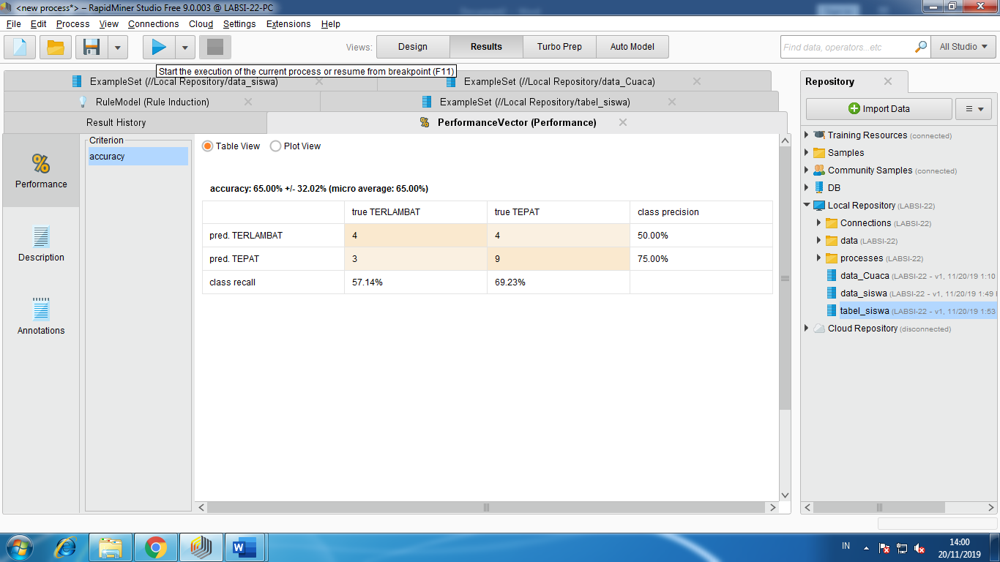 <new process*> – RapidMiner Studio Free 9.0.003 @ LABSI-22-PC
File Edit Process View Connections Cloud Settings Extensions Help
Views: Design Results Turbo Prep Auto Model Find data, operators...etc All Studio
Start the execution of the current process or resume from breakpoint (F11)
ExampleSet (//Local Repository/data_siswa) ExampleSet (//Local Repository/data_Cuaca)
RuleModel (Rule Induction) ExampleSet (//Local Repository/tabel_siswa)
Result History PerformanceVector (Performance)
Performance
Description
Annotations
Criterion
accuracy
Table View Plot View
accuracy: 65.00% +/- 32.02% (micro average: 65.00%)
true TERLAMBAT true TEPAT class precision
pred. TERLAMBAT 4 4 50.00%
pred. TEPAT 3 9 75.00%
class recall 57.14% 69.23%
Repository
Import Data
Training Resources (connected)
Samples
Community Samples (connected)
DB
Local Repository (LABSI-22)
Connections (LABSI-22)
data (LABSI-22)
processes (LABSI-22)
data_Cuaca (LABSI-22 - v1, 11/20/19 1:10
data_siswa (LABSI-22 - v1, 11/20/19 1:49
tabel_siswa (LABSI-22 - v1, 11/20/19 1:53
Cloud Repository (disconnected)
IN
14:00
20/11/2019